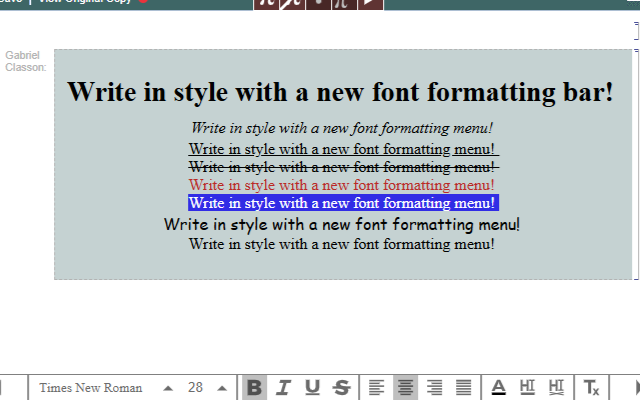 Save | View Original Copy
Gabriel
Classon:
Write in style with a new font formatting bar!
Write in style with a new font formatting menu!
Write in style with a new font formatting menu!
Write in style with a new font formatting menu!
Write in style with a new font formatting menu!
Write in style with a new font formatting menu!
Write in style with a new font formatting menu!
Write in style with a new font formatting menu!
Times New Roman 28 B I U S A HI HI Tx